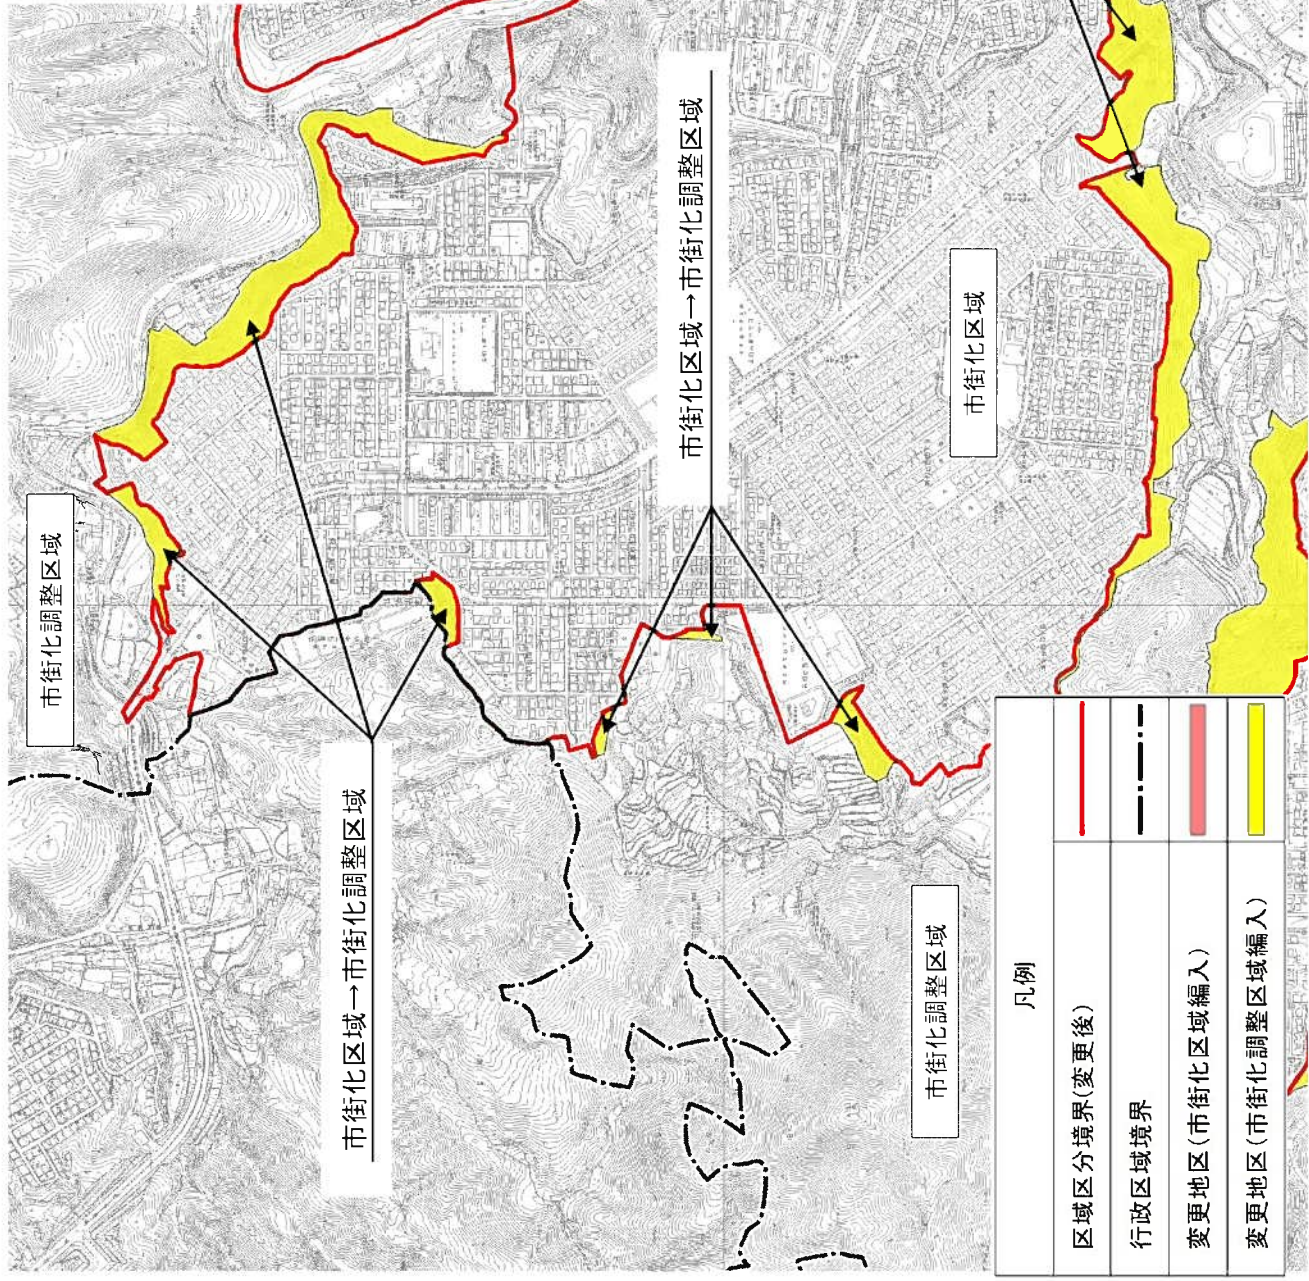 市街化調整区域
市街化区域→市街化調整区域
市街化区域→市街化調整区域
市街化区域
市街化調整区域
凡例
区域区分境界(変更後)
行政区域境界
変更地区(市街化区域編入)
変更地区(市街化調整区域編入)